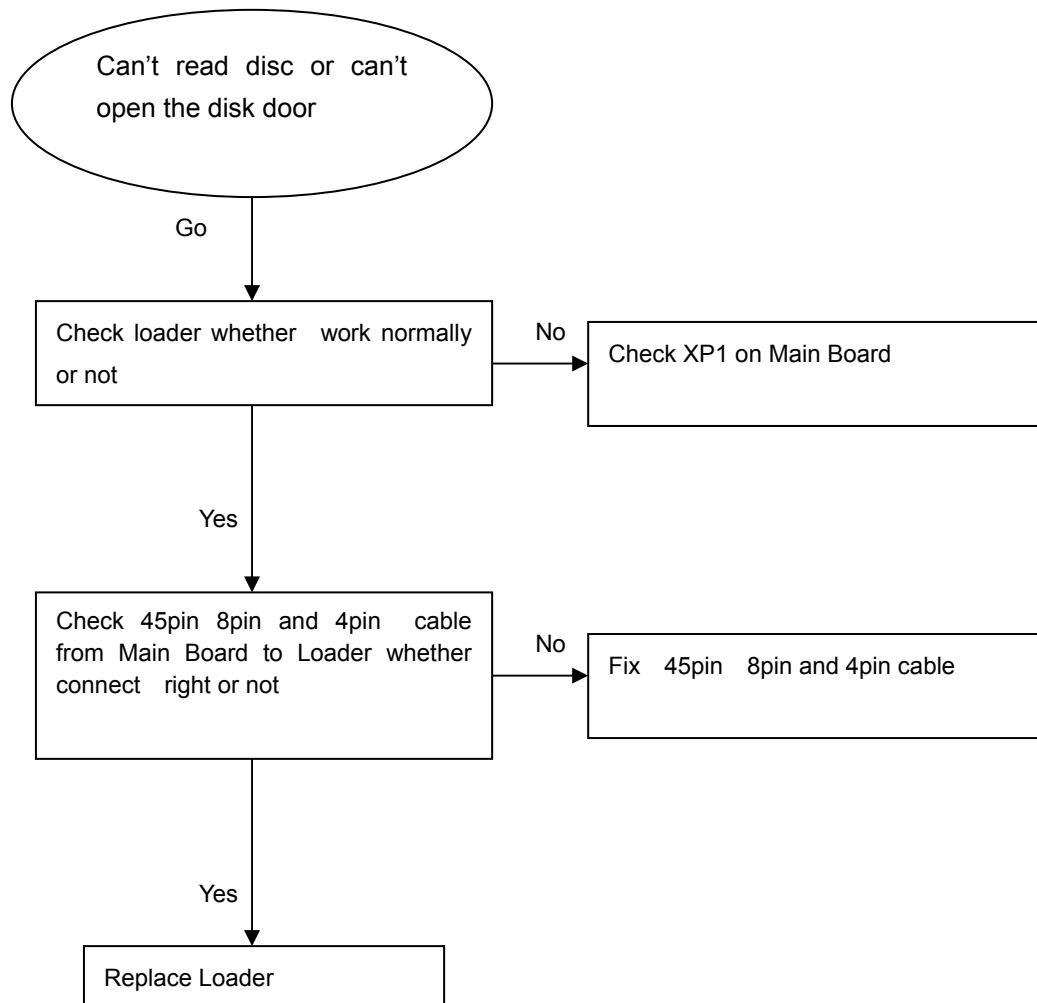 Can’t read disc or can’t
open the disk door
Go
Check loader whether work normally
or not
No
Check XP1 on Main Board
Yes
Check 45pin 8pin and 4pin cable
from Main Board to Loader whether
connect right or not
No
Fix 45pin 8pin and 4pin cable
Yes
Replace Loader